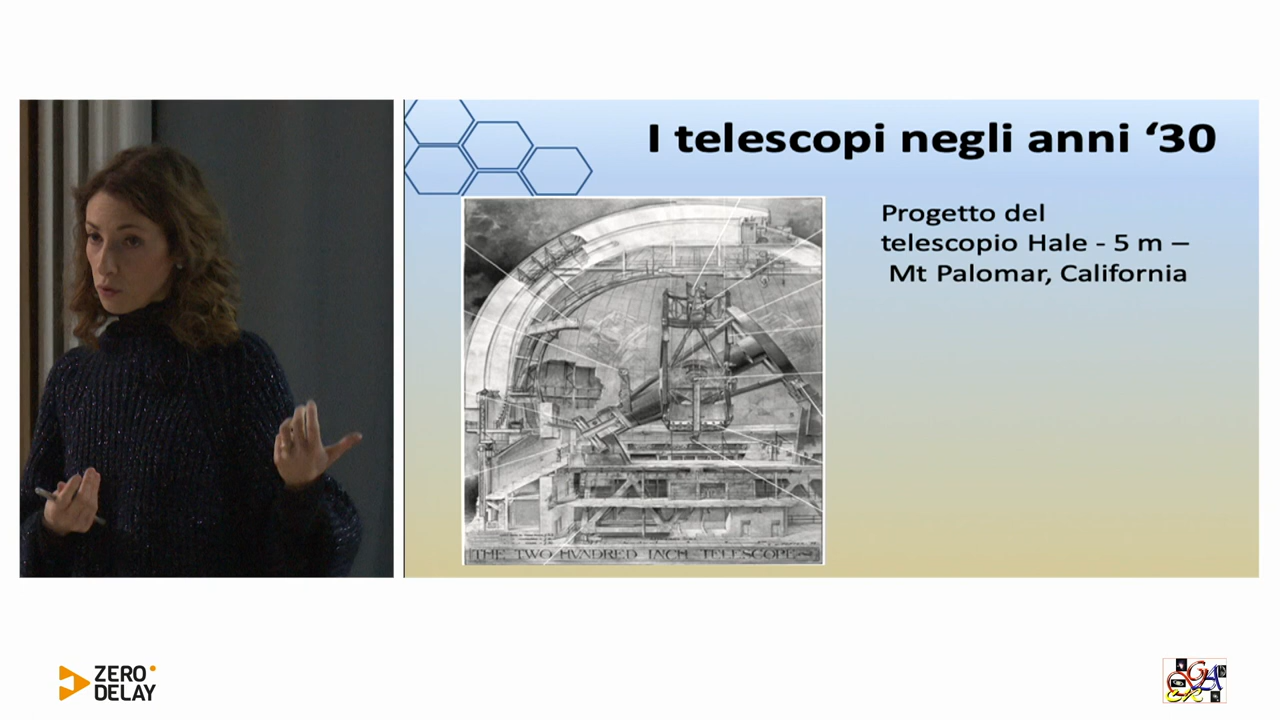 I telescopi negli anni ‘30
Progetto del
telescopio Hale - 5 m –
Mt Palomar, California
THE TWO HVNDRED INCH TELESCOPE
ZERO
DELAY